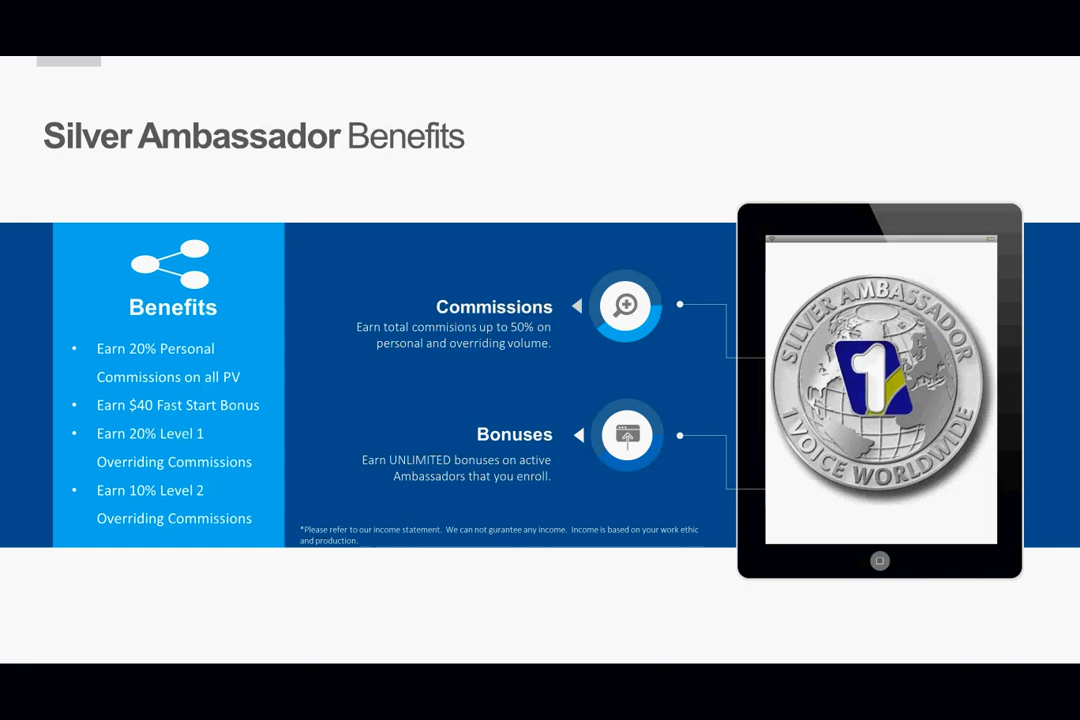 Silver Ambassador Benefits
Benefits
• Earn 20% Personal
Commissions on all PV
• Earn $40 Fast Start Bonus
• Earn 20% Level 1
Overriding Commissions
• Earn 10% Level 2
Overriding Commissions
Commissions
Earn total commisions up to 50% on
personal and overriding volume.
Bonuses
Earn UNLIMITED bonuses on active
Ambassadors that you enroll.
*Please refer to our income statement. We can not gurantee any income. Income is based on your work ethic
and production.
SILVER AMBASSADOR
1
1 VOICE WORLDWIDE